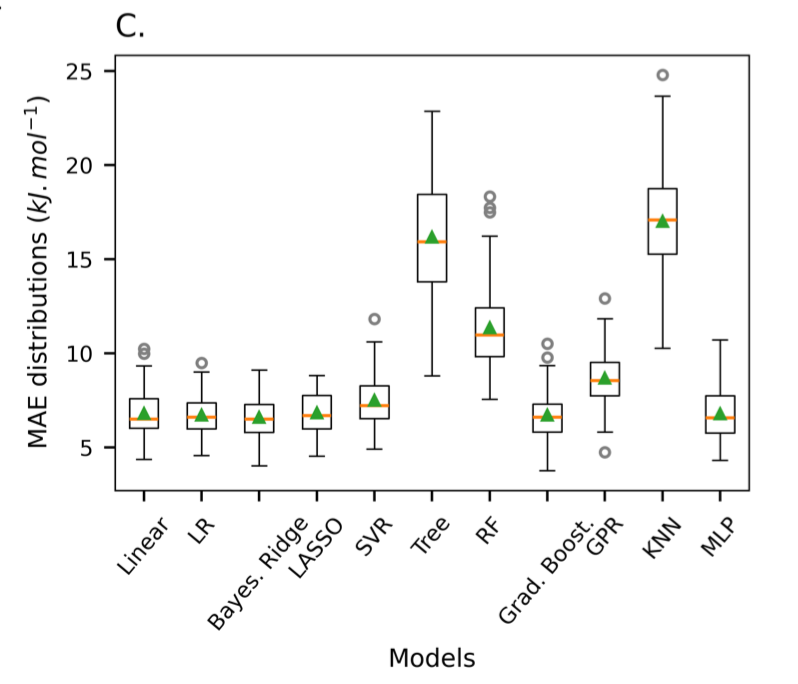 C.
MAE distributions (kJ.mol⁻¹)
25
20
15
10
5
Linear
LR
Bayes. Ridge
LASSO
SVR
Tree
RF
Grad. Boost.
GPR
KNN
MLP
Models